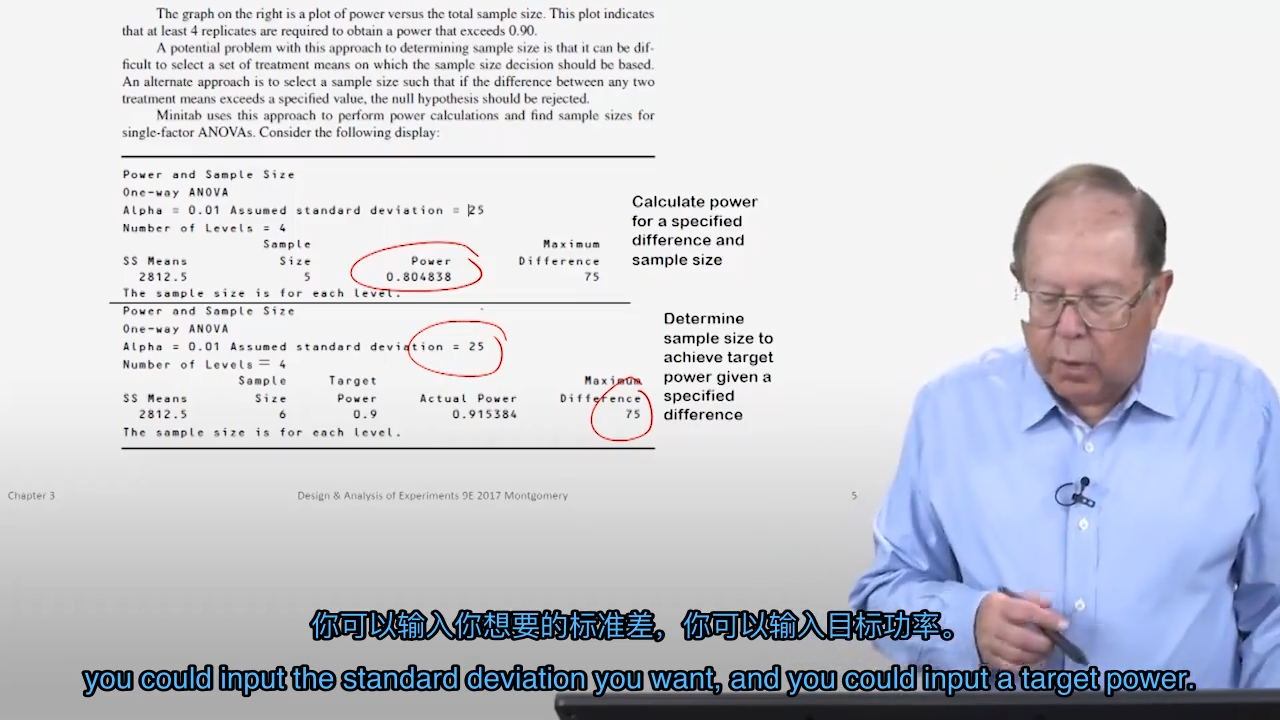 The graph on the right is a plot of power versus the total sample size. This plot indicates
that at least 4 replicates are required to obtain a power that exceeds 0.90.
A potential problem with this approach to determining sample size is that it can be dif-
ficult to select a set of treatment means on which the sample size decision should be based.
An alternate approach is to select a sample size such that if the difference between any two
treatment means exceeds a specified value, the null hypothesis should be rejected.
Minitab uses this approach to perform power calculations and find sample sizes for
single-factor ANOVAs. Consider the following display:
Power and Sample Size
One-way ANOVA
Alpha = 0.01 Assumed standard deviation = 25
Number of Levels = 4
Sample Maximum
SS Means Size Power Difference
2812.5 5 0.804838 75
The sample size is for each level.
Calculate power
for a specified
difference and
sample size
Power and Sample Size
One-way ANOVA
Alpha = 0.01 Assumed standard deviation = 25
Number of Levels = 4
Sample Target Maximum
SS Means Size Power Actual Power Difference
2812.5 6 0.9 0.915384 75
The sample size is for each level.
Determine
sample size to
achieve target
power given a
specified
difference
Chapter 3 Design & Analysis of Experiments 9E 2017 Montgomery 5
你可以输入你想要的标准差，你可以输入目标功率。
you could input the standard deviation you want, and you could input a target power.